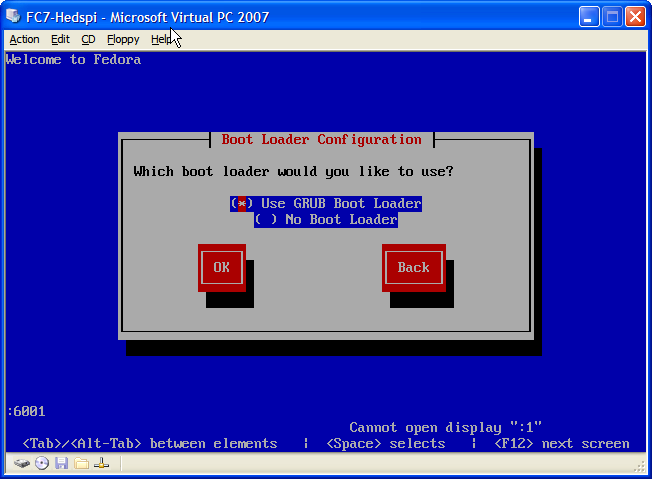 FC7-Hedspi - Microsoft Virtual PC 2007
Action Edit CD Floppy Help
Welcome to Fedora
Boot Loader Configuration
Which boot loader would you like to use?
(*) Use GRUB Boot Loader
( ) No Boot Loader
OK Back
:6001
Cannot open display ":1"
<Tab>/<Alt-Tab> between elements | <Space> selects | <F12> next screen